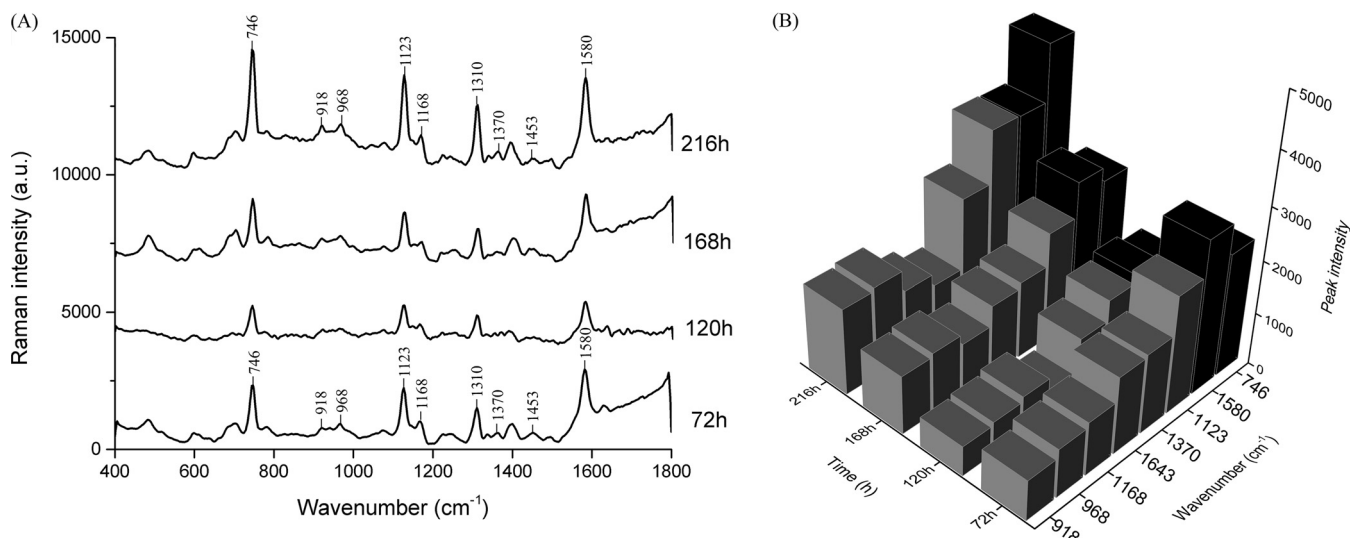 (A)
15000
10000
5000
0
Raman intensity (a.u.)
746
918
968
1123
1168
1310
1370
1453
1580
216h
168h
120h
746
918
968
1123
1168
1310
1370
1453
1580
72h
400
600
800
1000
1200
1400
1600
1800
Wavenumber (cm⁻¹)
(B)
5000
4000
3000
2000
1000
0
Peak intensity
216h
168h
120h
72h
Time (h)
746
1580
1123
1370
1643
1168
968
918
Wavenumber (cm⁻¹)